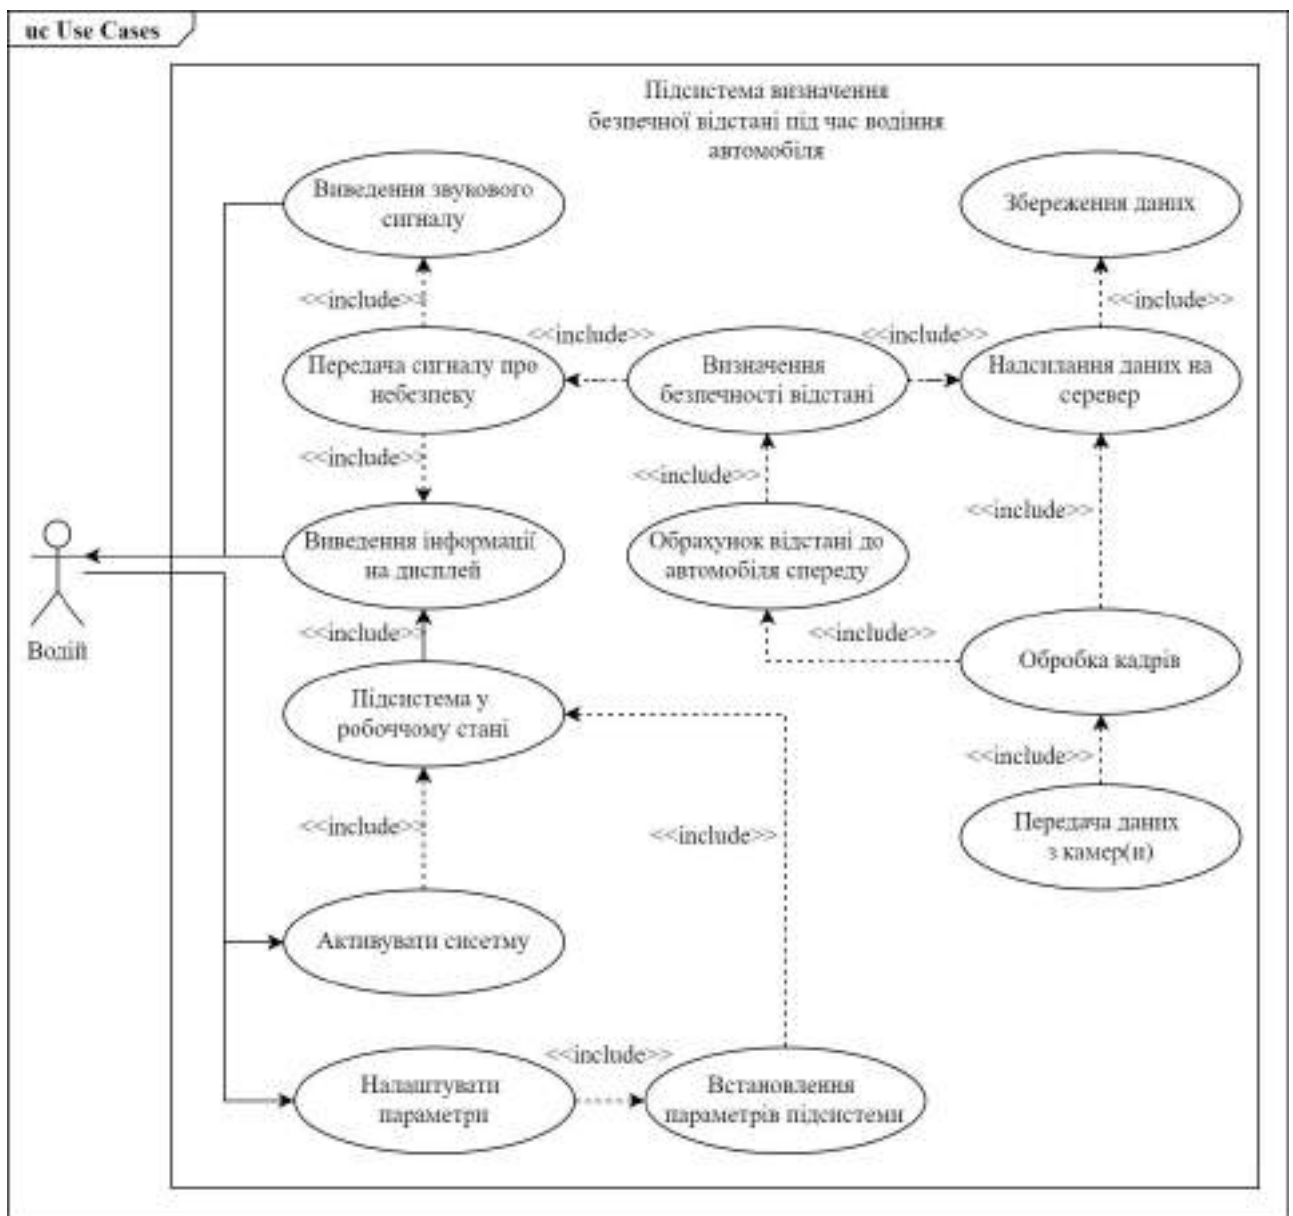 uc Use Cases
Підсистема визначення
безпечної відстані під час водіння
автомобіля
Виведення звукового
сигналу
Збереження даних
<<include>>
<<include>>
<<include>>
<<include>>
Передача сигналу про
небезпеку
Визначення
безпечності відстані
Надсилання даних на
серевер
<<include>>
<<include>>
<<include>>
Виведення інформації
на дисплей
Обрахунок відстані до
автомобіля спереду
Водій
<<include>>
<<include>>
Обробка кадрів
Підсистема у
робоччому стані
<<include>>
<<include>>
<<include>>
Передача даних
з камер(и)
Активувати сисетму
<<include>>
Налаштувати
параметри
Встановлення
параметрів підсистеми